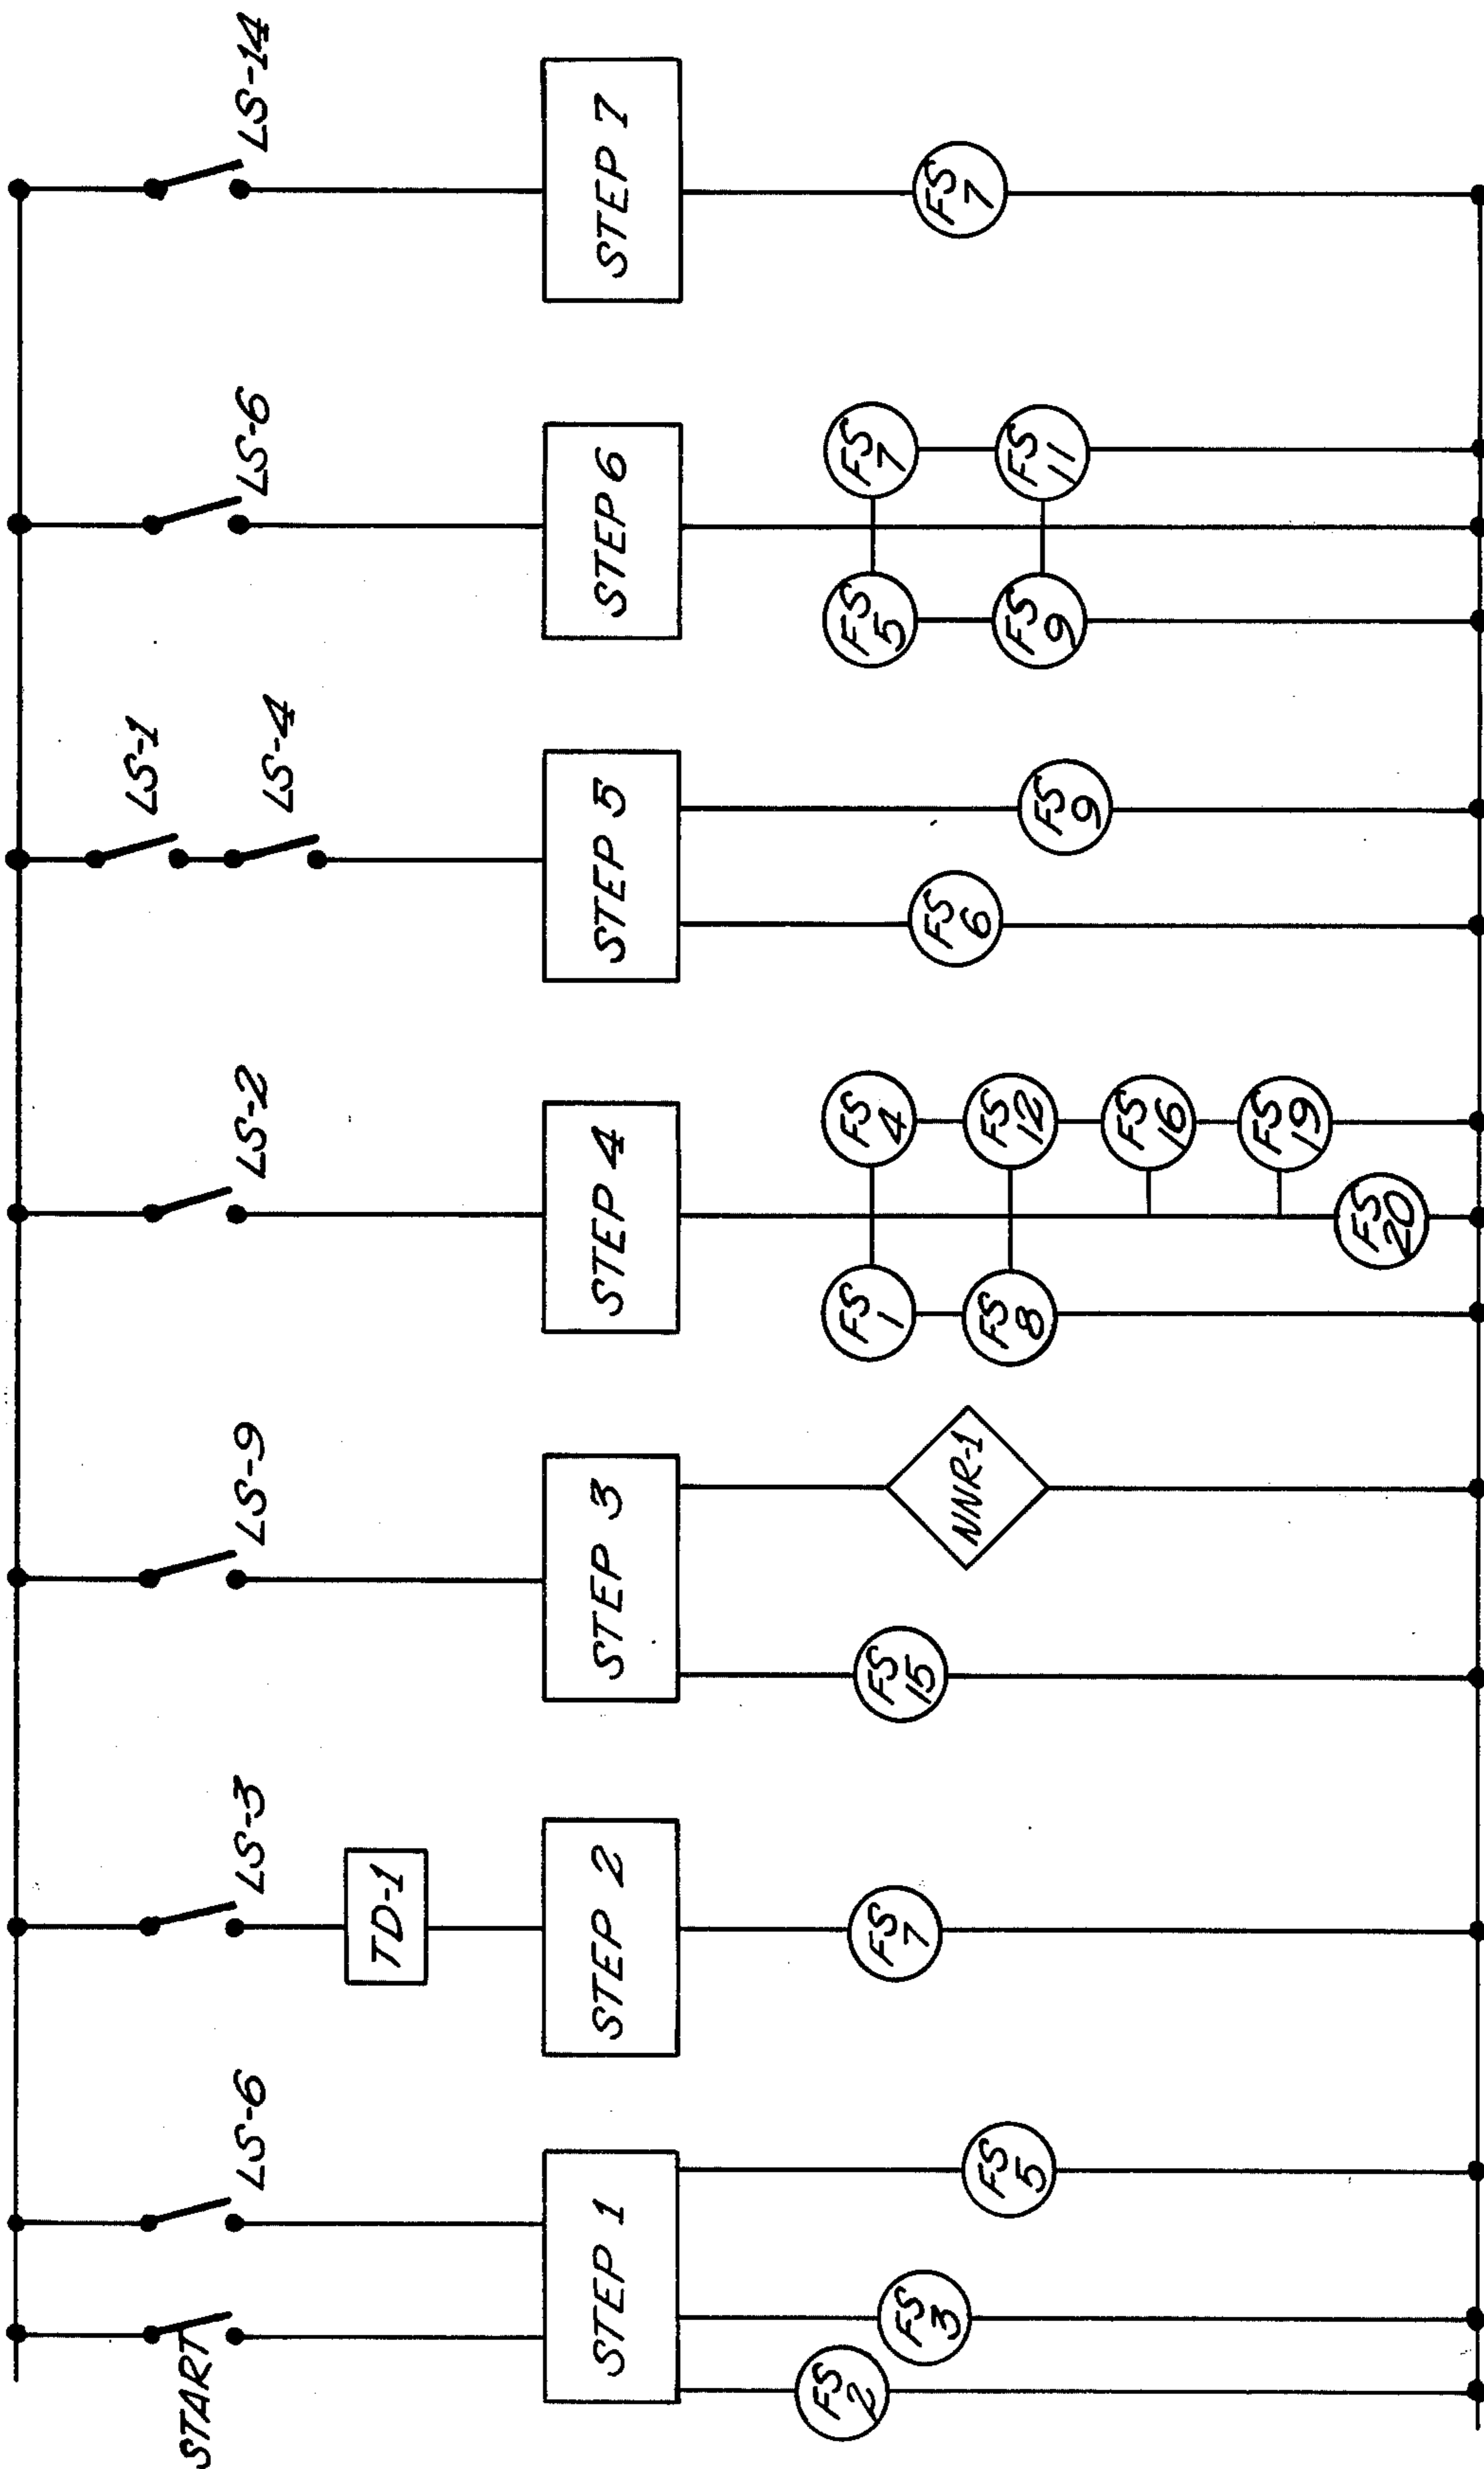 START
LS-6
STEP 1
FS
2
FS
3
FS
5
LS-3
TD-1
STEP 2
FS
7
LS-9
STEP 3
FS
15
NNR-1
LS-2
STEP 4
FS
1
FS
4
FS
8
FS
12
FS
16
FS
19
FS
20
LS-1
LS-4
STEP 5
FS
6
FS
9
LS-6
STEP 6
FS
5
FS
7
FS
9
FS
11
LS-14
STEP 7
FS
7